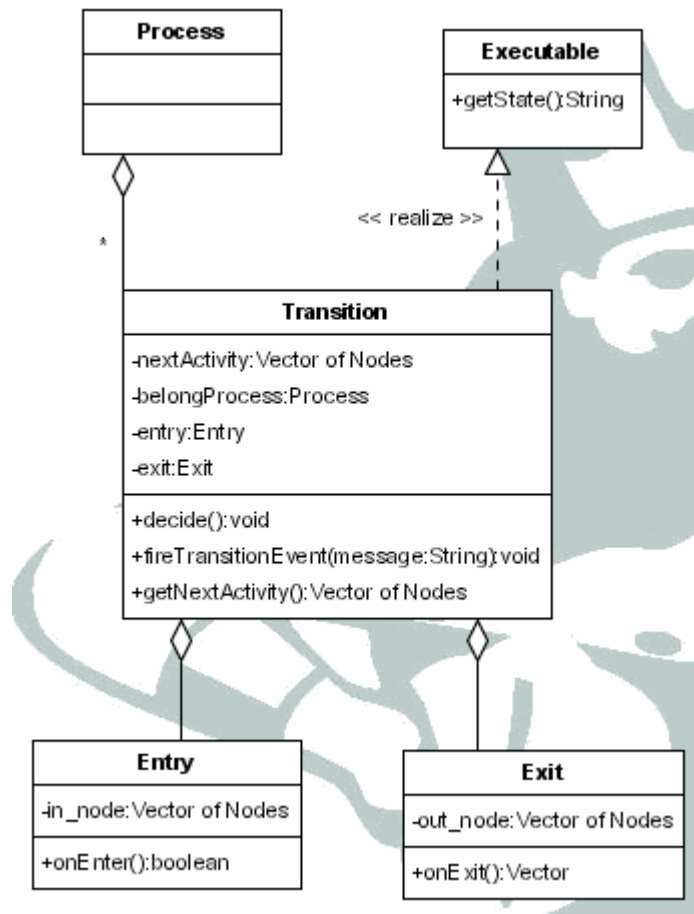 Process
Executable
+getState():String
<< realize >>
*
Transition
-nextActivity:Vector of Nodes
-belongProcess:Process
-entry:Entry
-exit:Exit
+decide():void
+fireTransitionEvent(message:String):void
+getNextActivity():Vector of Nodes
Entry
-in_node:Vector of Nodes
+onEnter():boolean
Exit
-out_node:Vector of Nodes
+onExit():Vector